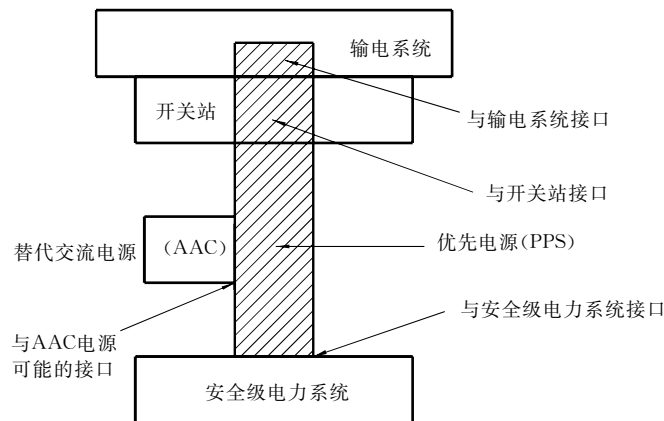 输电系统
开关站
与输电系统接口
与开关站接口
替代交流电源
(AAC)
优先电源(PPS)
与安全级电力系统接口
与AAC电源
可能的接口
安全级电力系统